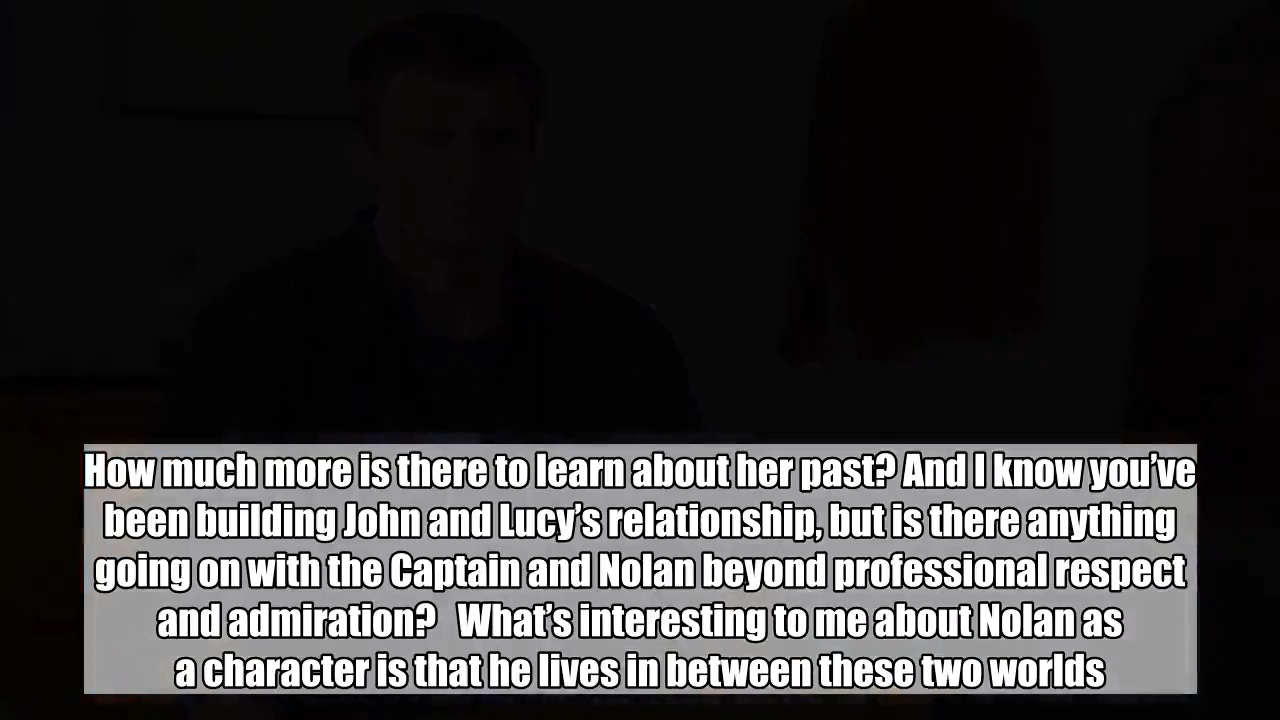 How much more is there to learn about her past? And I know you’ve
been building John and Lucy’s relationship, but is there anything
going on with the Captain and Nolan beyond professional respect
and admiration?   What’s interesting to me about Nolan as
a character is that he lives in between these two worlds